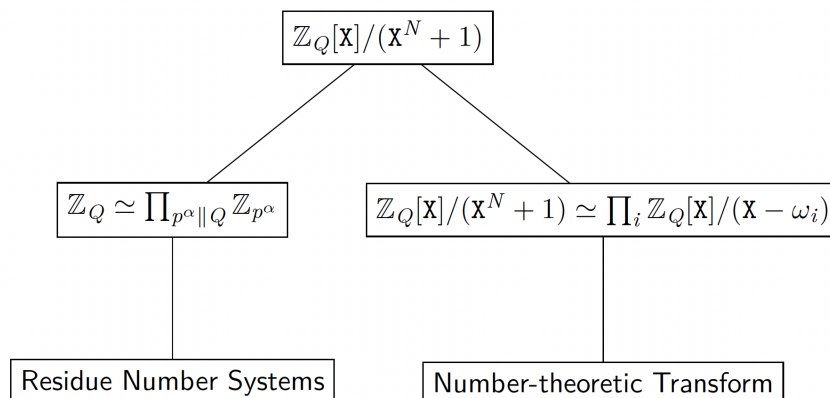 ℤ_Q[X]/(X^N + 1)
ℤ_Q ≃ ∏_{p^α ∥ Q} ℤ_{p^α}
ℤ_Q[X]/(X^N + 1) ≃ ∏_i ℤ_Q[X]/(X − ω_i)
Residue Number Systems
Number-theoretic Transform